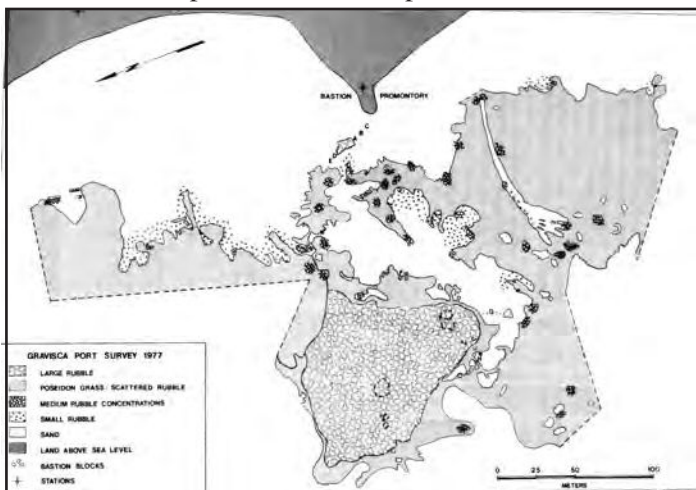 BASTION PROMONTORY
A B C
GRAVISCA PORT SURVEY 1977
LARGE RUBBLE
POSEIDON GRASS / SCATTERED RUBBLE
MEDIUM RUBBLE CONCENTRATIONS
SMALL RUBBLE
SAND
LAND ABOVE SEA LEVEL
BASTION BLOCKS
STATIONS
0 25 50 100
METERS